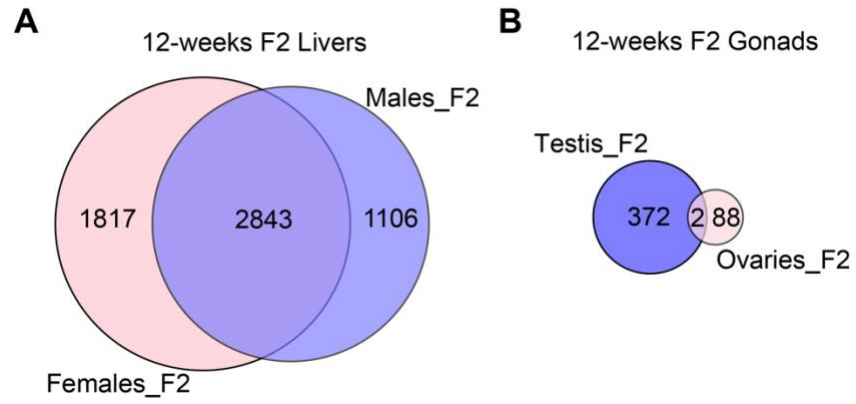 A
12-weeks F2 Livers
Males_F2
1817
2843
1106
Females_F2
B
12-weeks F2 Gonads
Testis_F2
372
2
88
Ovaries_F2